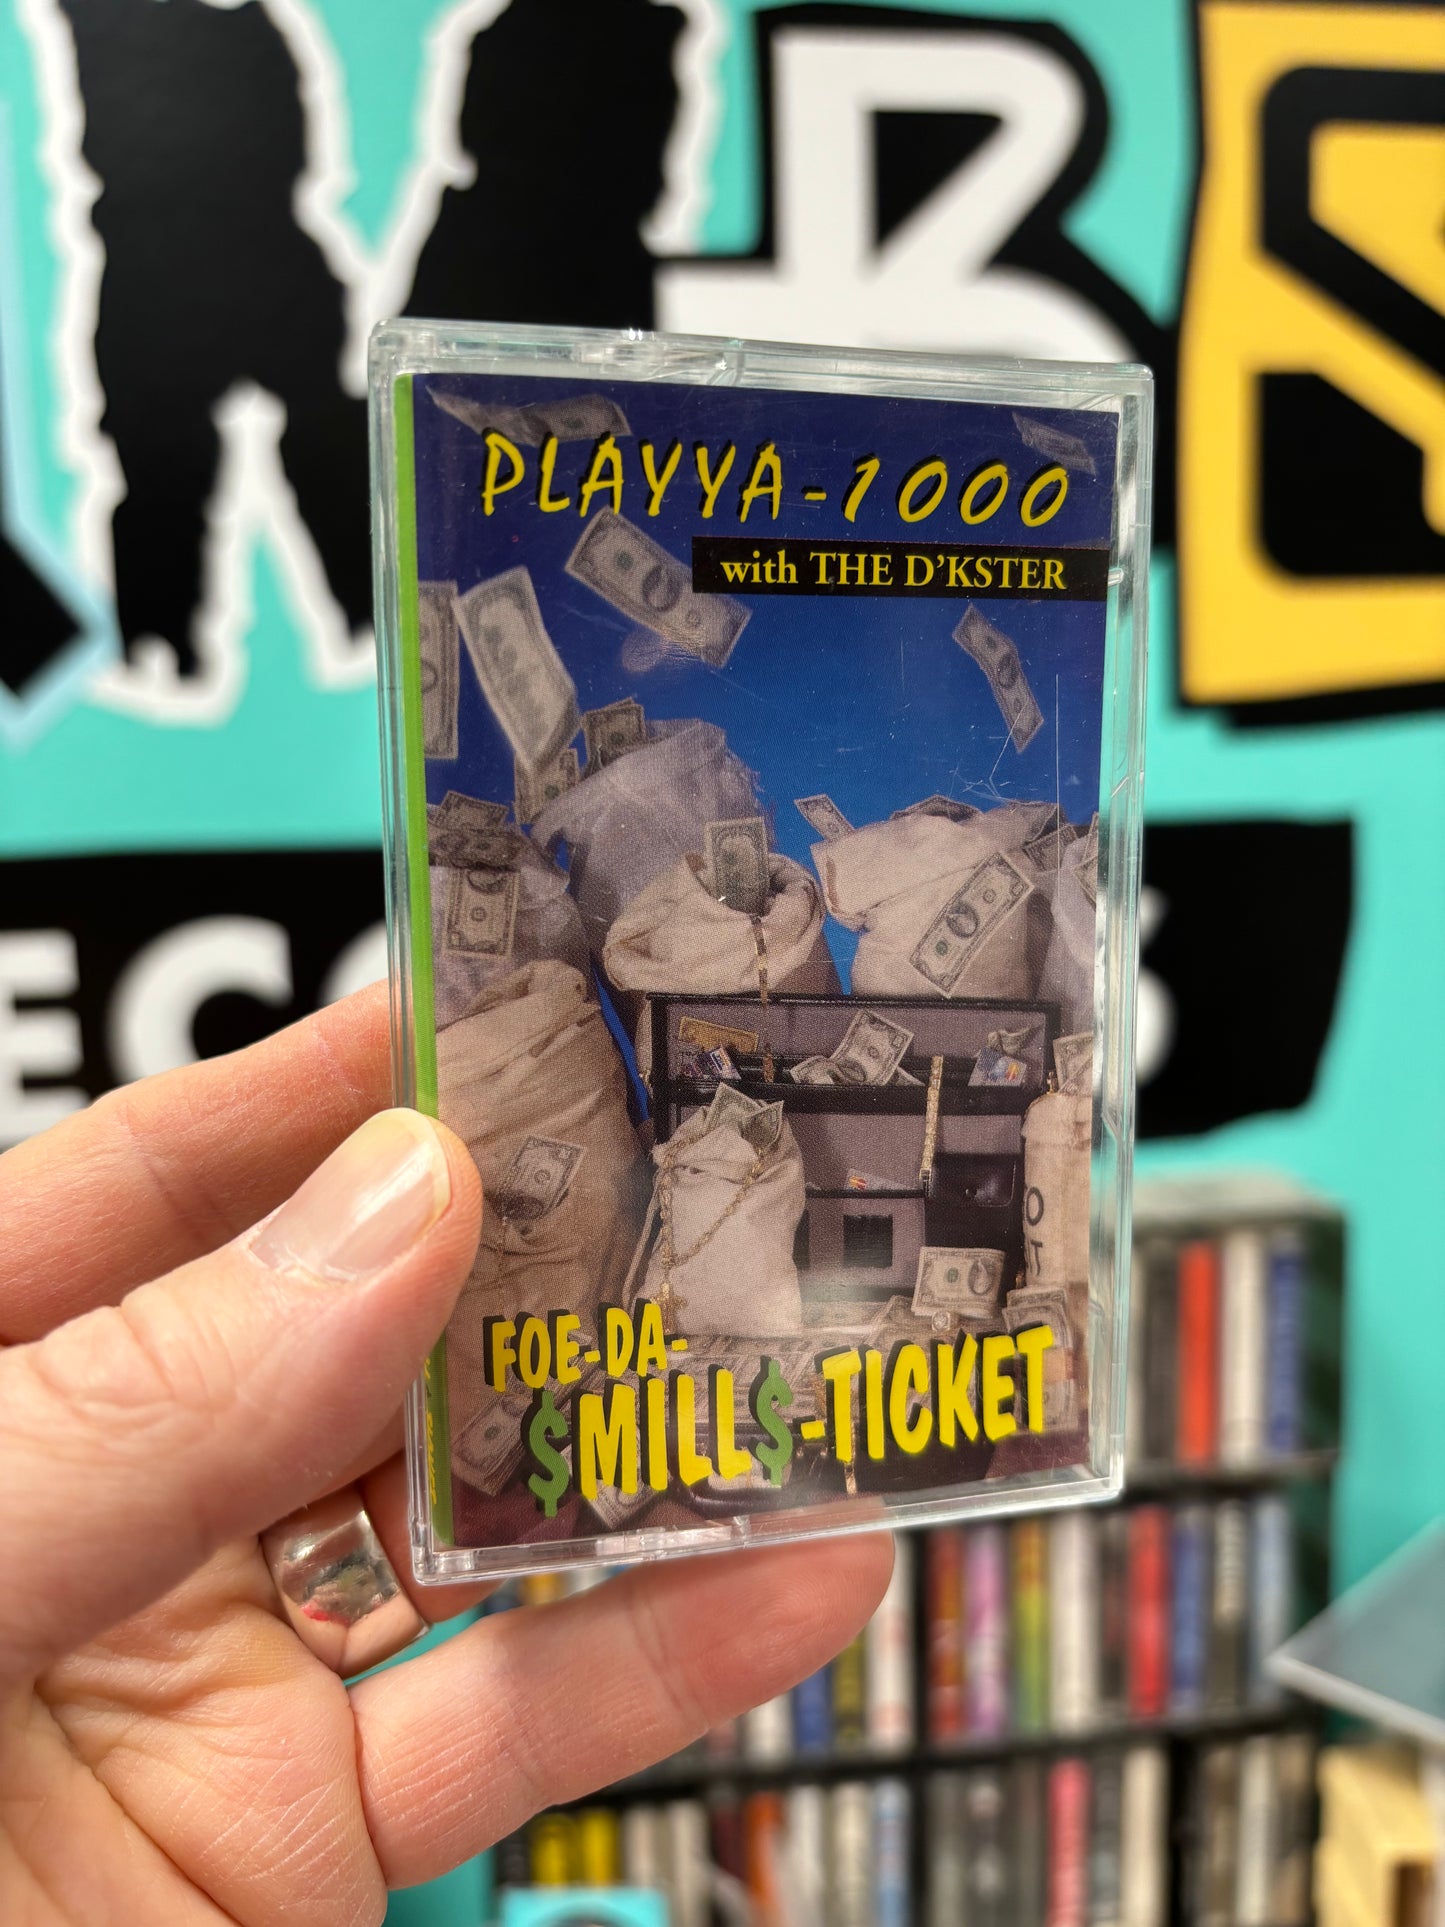 PLAYYA-1000
with THE D'KSTER
FOE-DA-
$MILL$-TICKET